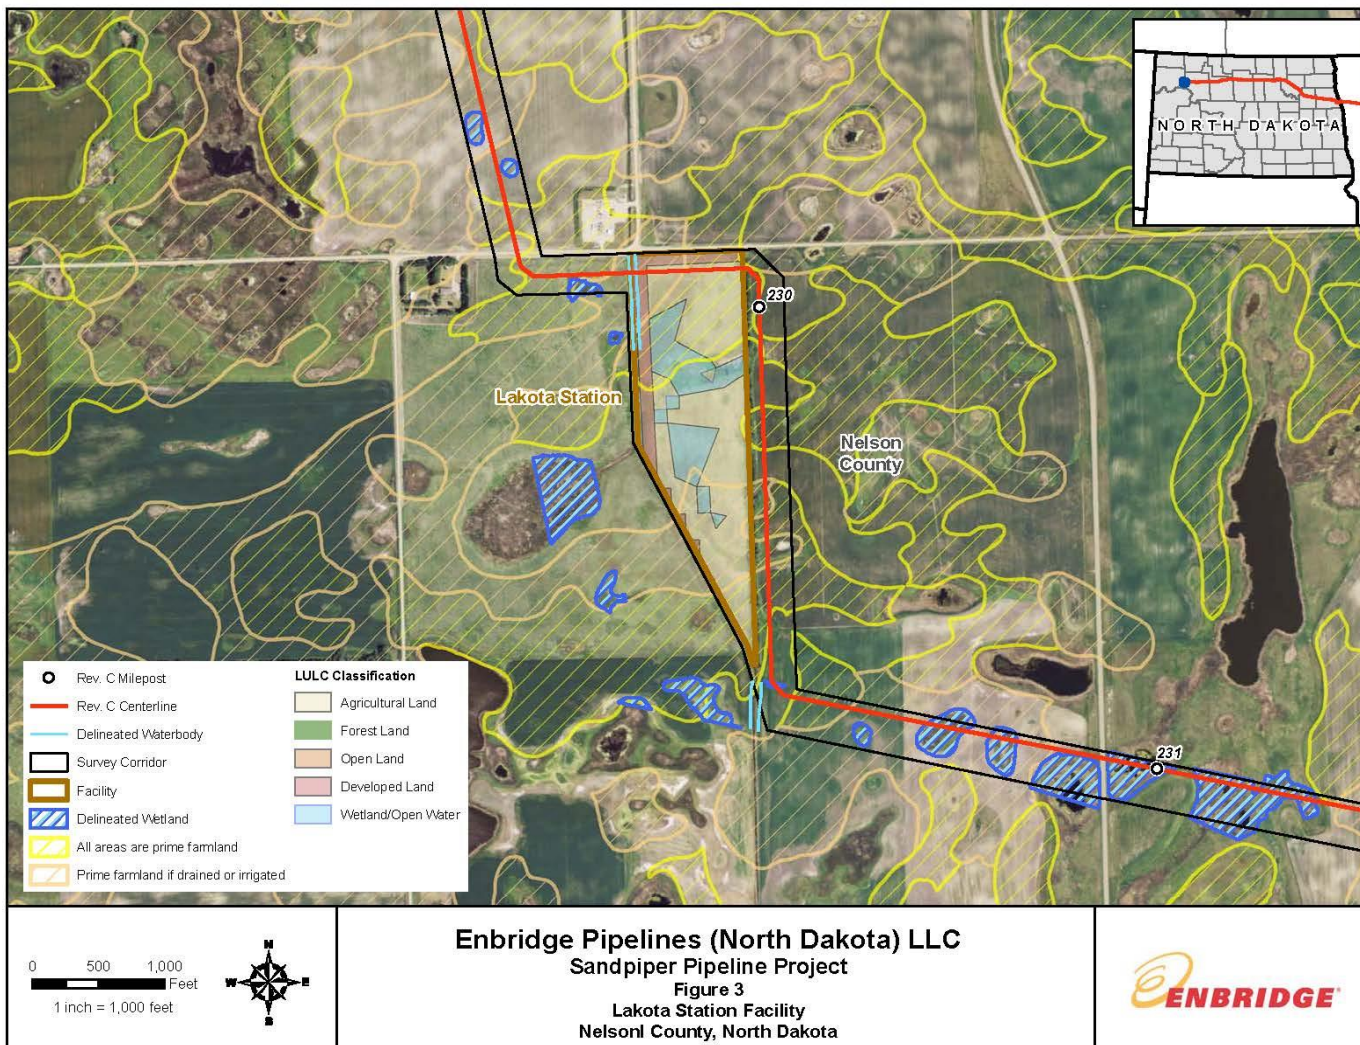 NORTH DAKOTA
230
Lakota Station
Nelson
County
231
Rev. C Milepost
Rev. C Centerline
Delineated Waterbody
Survey Corridor
Facility
Delineated Wetland
All areas are prime farmland
Prime farmland if drained or irrigated
LULC Classification
Agricultural Land
Forest Land
Open Land
Developed Land
Wetland/Open Water
0 500 1,000
Feet
1 inch = 1,000 feet
N
W E
S
Enbridge Pipelines (North Dakota) LLC
Sandpiper Pipeline Project
Figure 3
Lakota Station Facility
Nelsonl County, North Dakota
ENBRIDGE